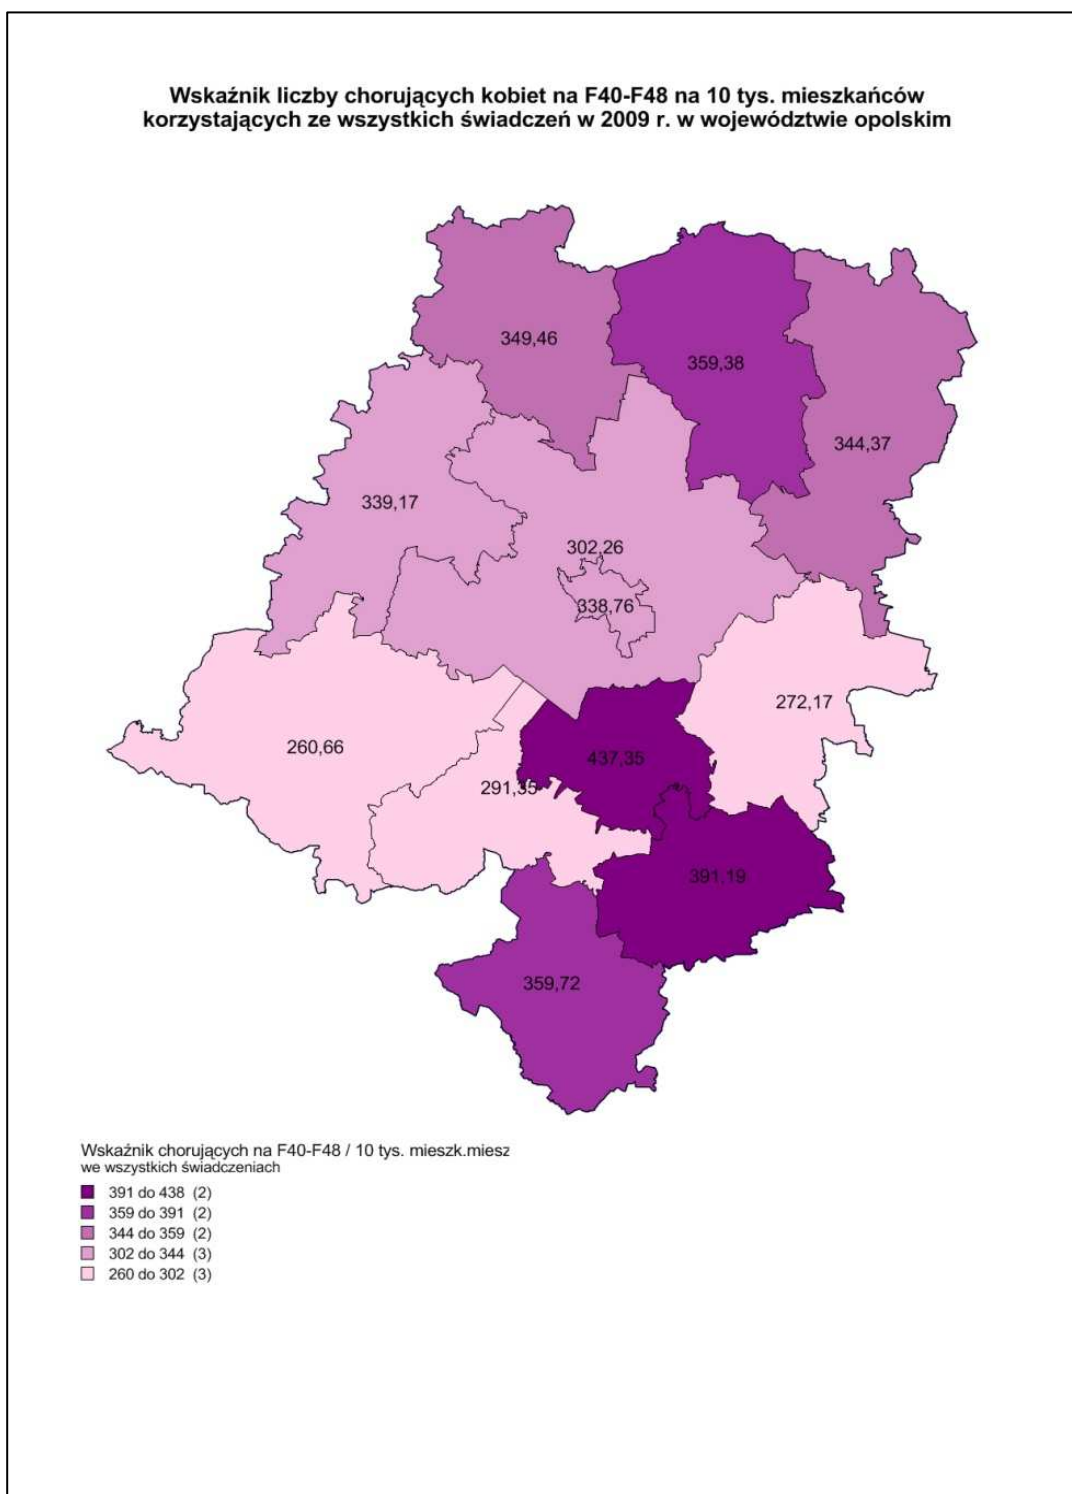 Wskaźnik liczby chorujących kobiet na F40-F48 na 10 tys. mieszkańców
korzystających ze wszystkich świadczeń w 2009 r. w województwie opolskim
349,46
359,38
344,37
339,17
302,26
338,76
272,17
260,66
437,35
291,35
391,19
359,72
Wskaźnik chorujących na F40-F48 / 10 tys. mieszk.miesz
we wszystkich świadczeniach
391 do 438 (2)
359 do 391 (2)
344 do 359 (2)
302 do 344 (3)
260 do 302 (3)